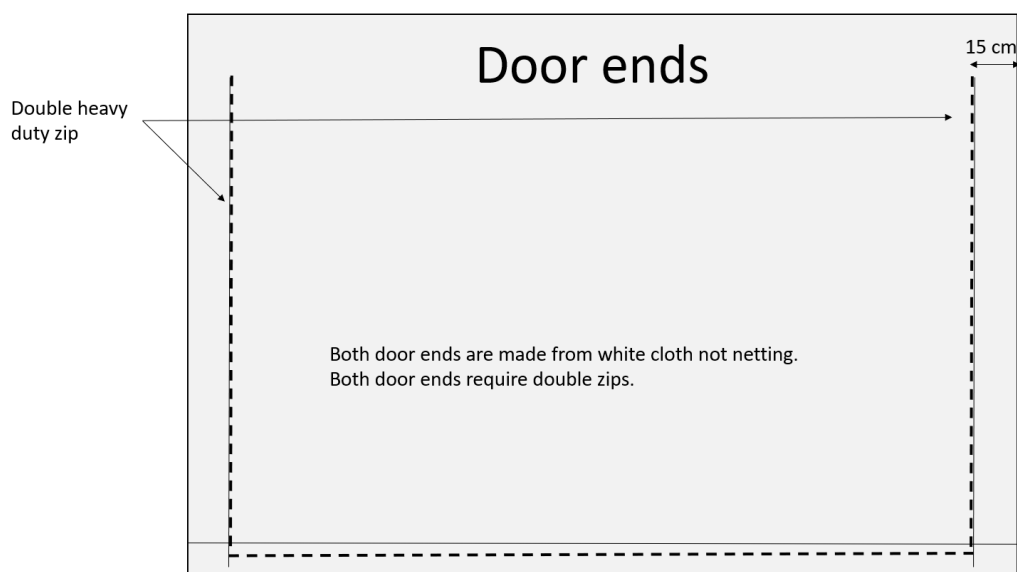 Door ends
15 cm
Double heavy
duty zip
Both door ends are made from white cloth not netting.
Both door ends require double zips.